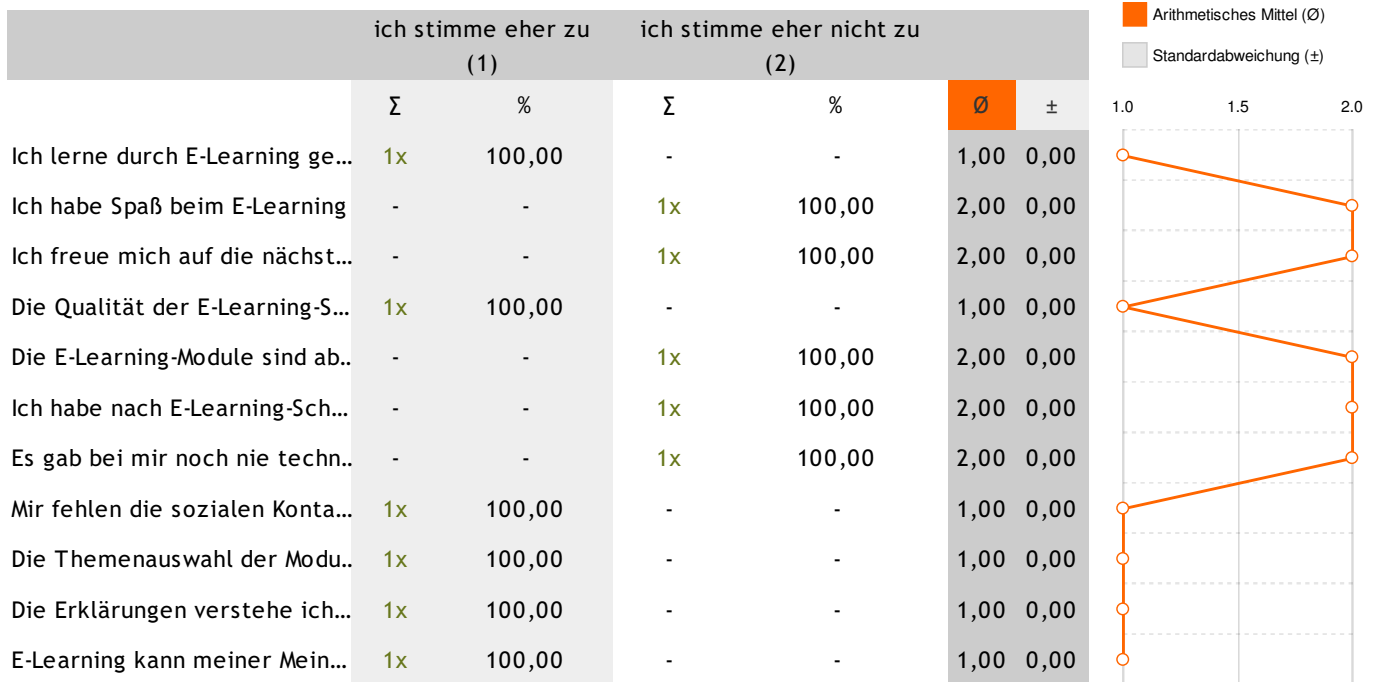 ich stimme eher zu (1) ich stimme eher nicht zu (2)
Arithmetisches Mittel (Ø)
Standardabweichung (±)
Σ % Σ % Ø ± 1.0 1.5 2.0
Ich lerne durch E-Learning ge... 1x 100,00 - - 1,00 0,00
Ich habe Spaß beim E-Learning - - 1x 100,00 2,00 0,00
Ich freue mich auf die nächst... - - 1x 100,00 2,00 0,00
Die Qualität der E-Learning-S... 1x 100,00 - - 1,00 0,00
Die E-Learning-Module sind ab.. - - 1x 100,00 2,00 0,00
Ich habe nach E-Learning-Sch... - - 1x 100,00 2,00 0,00
Es gab bei mir noch nie techn.. - - 1x 100,00 2,00 0,00
Mir fehlen die sozialen Konta... 1x 100,00 - - 1,00 0,00
Die Themenauswahl der Modu.. 1x 100,00 - - 1,00 0,00
Die Erklärungen verstehe ich... 1x 100,00 - - 1,00 0,00
E-Learning kann meiner Mein... 1x 100,00 - - 1,00 0,00